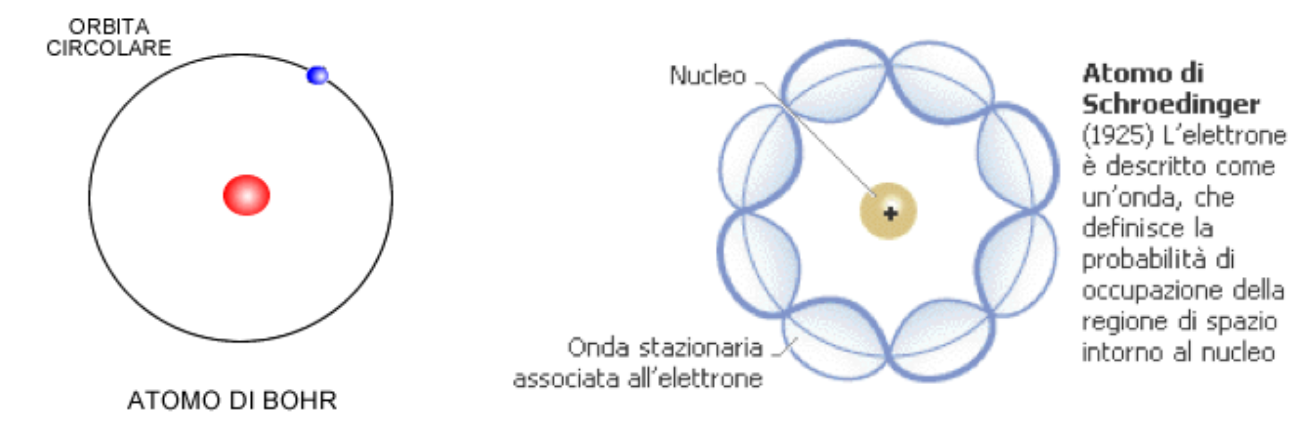 ORBITA
CIRCOLARE
ATOMO DI BOHR
Nucleo
+
Onda stazionaria
associata all'elettrone
Atomo di
Schroedinger
(1925) L'elettrone
è descritto come
un'onda, che
definisce la
probabilità di
occupazione della
regione di spazio
intorno al nucleo